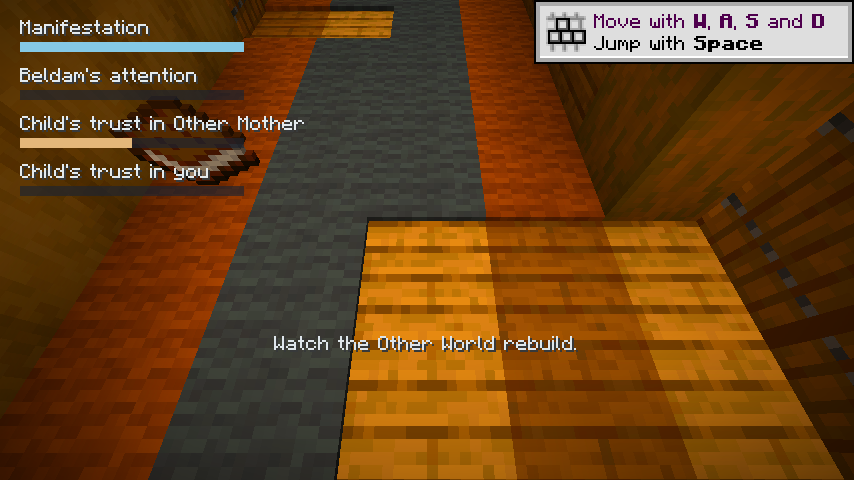 Manifestation
Move with W, A, S and D
Jump with Space
Beldam's attention
Child's trust in Other Mother
Child's trust in you
Watch the Other World rebuild.